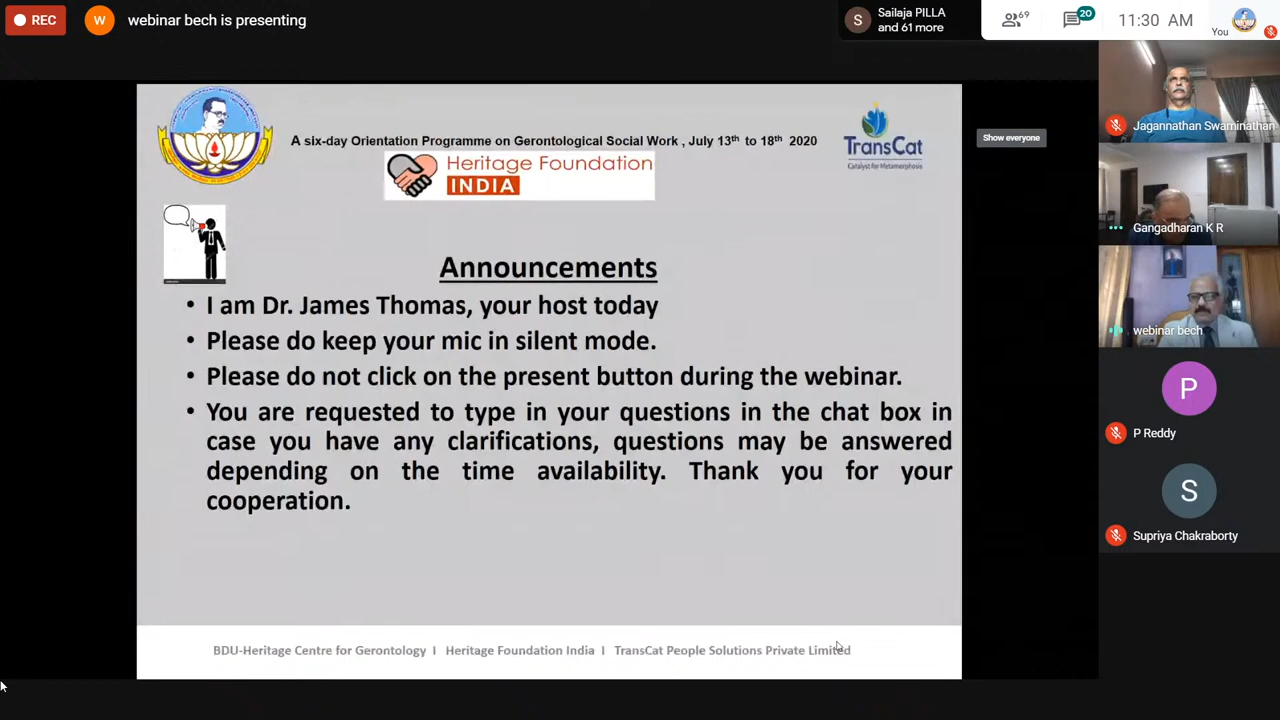 REC
W
webinar bech is presenting
S
Sailaja PILLA
and 61 more
69
20
11:30 AM
You
A six-day Orientation Programme on Gerontological Social Work , July 13th to 18th 2020
Heritage Foundation
INDIA
TransCat
Catalyst for Metamorphosis
Show everyone
Announcements
• I am Dr. James Thomas, your host today
• Please do keep your mic in silent mode.
• Please do not click on the present button during the webinar.
• You are requested to type in your questions in the chat box in
case you have any clarifications, questions may be answered
depending on the time availability. Thank you for your
cooperation.
BDU-Heritage Centre for Gerontology I Heritage Foundation India I TransCat People Solutions Private Limited
Jagannathan Swaminathan
Gangadharan K R
webinar bech
P
P Reddy
S
Supriya Chakraborty